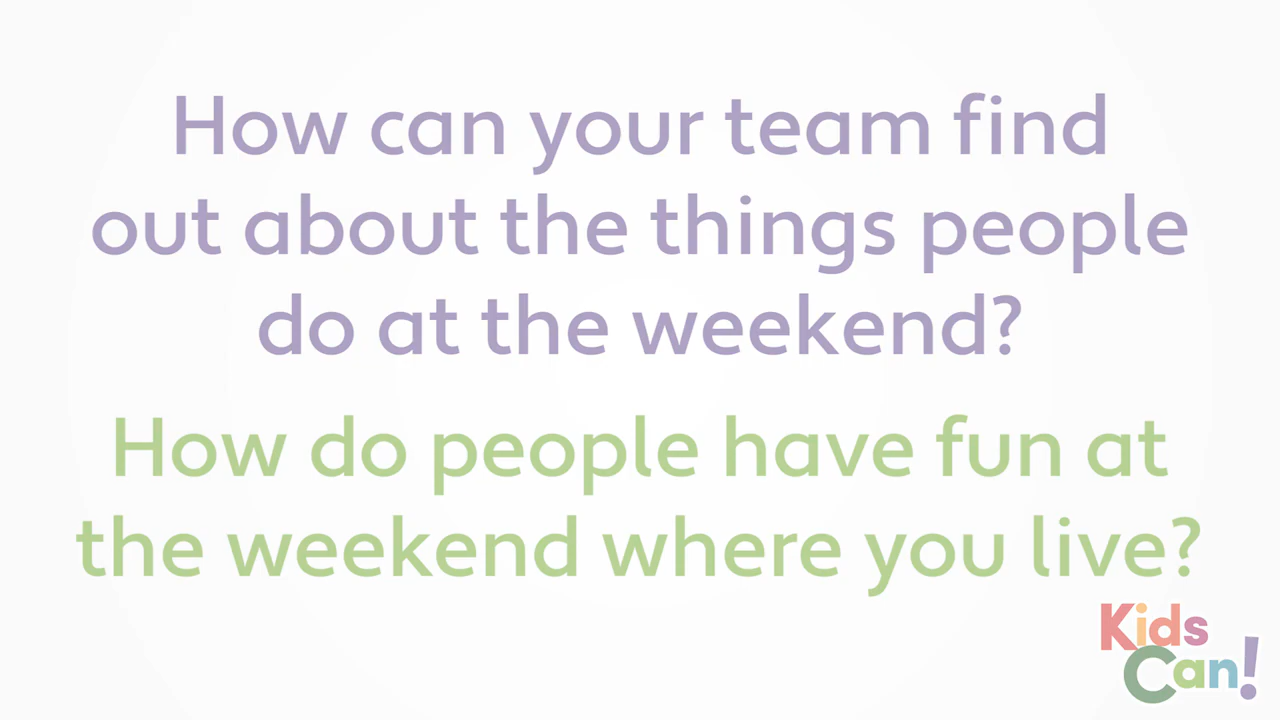 How can your team find
out about the things people
do at the weekend?
How do people have fun at
the weekend where you live?
Kids
Can!